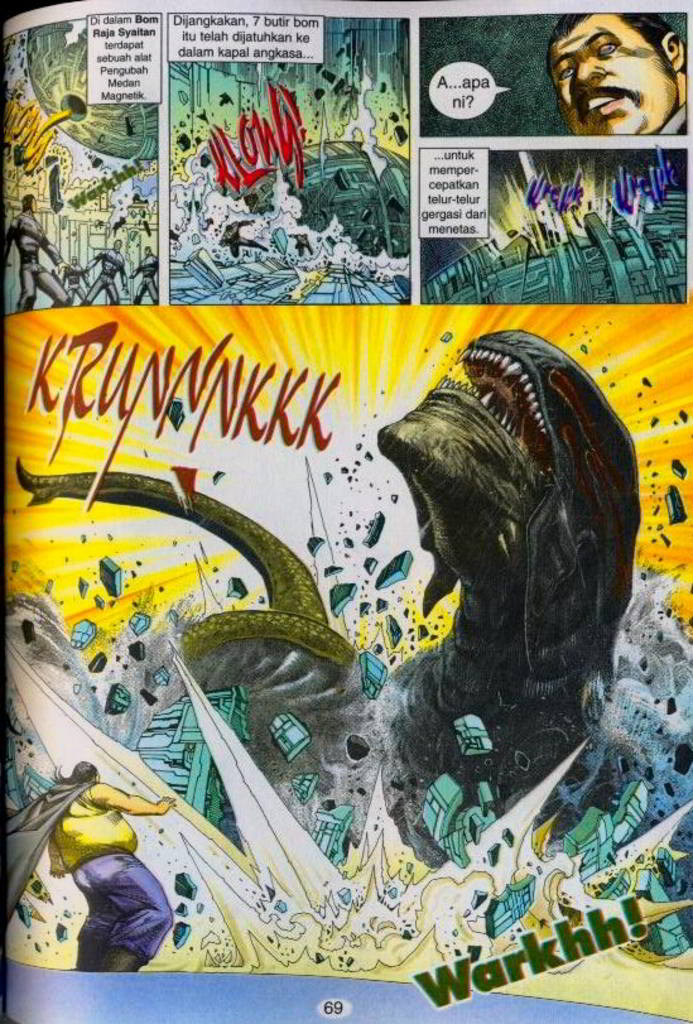 Di dalam Bom
Raja Syaitan
terdapat
sebuah alat
Pengubah
Medan
Magnetik.
Dijangkakan, 7 butir bom
itu telah dijatuhkan ke
dalam kapal angkasa...
A...apa
ni?
...untuk
memper-
cepatkan
telur-telur
gergasi dari
menetas.
KRUNNNKKK
Warkhh!
69